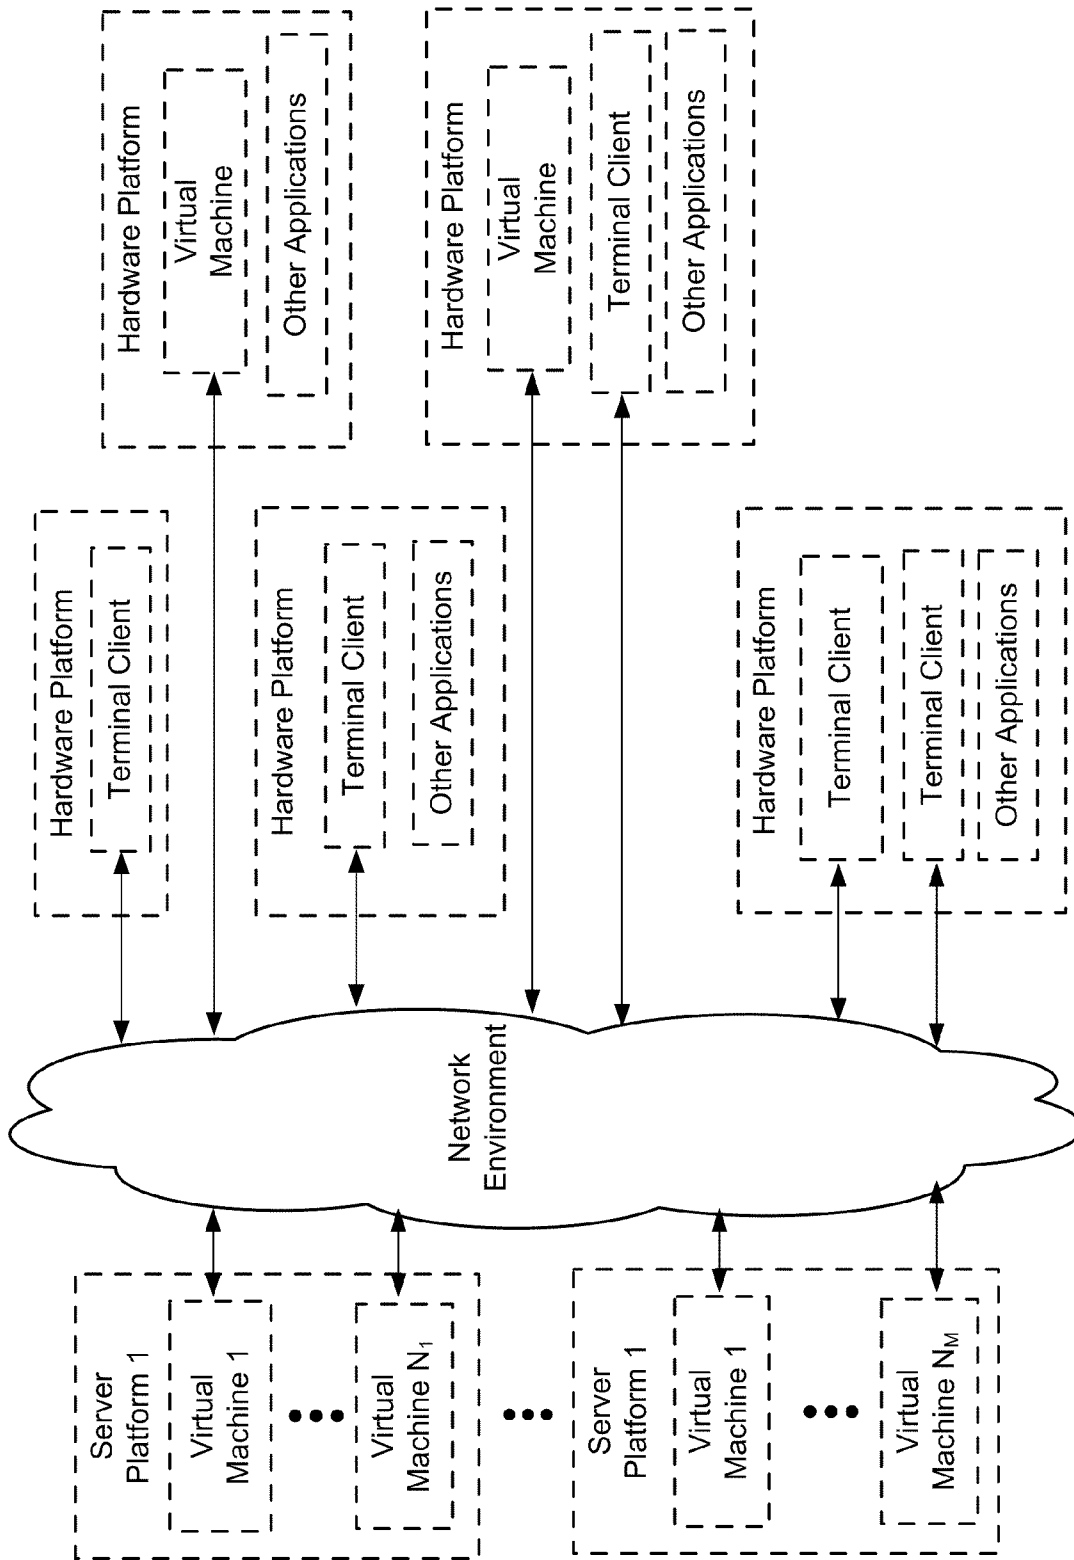 Server
Platform 1
Virtual
Machine 1
Virtual
Machine N1
Server
Platform 1
Virtual
Machine 1
Virtual
Machine NM
Network
Environment
Hardware Platform
Terminal Client
Hardware Platform
Terminal Client
Other Applications
Hardware Platform
Terminal Client
Terminal Client
Other Applications
Hardware Platform
Virtual
Machine
Other Applications
Hardware Platform
Virtual
Machine
Terminal Client
Other Applications